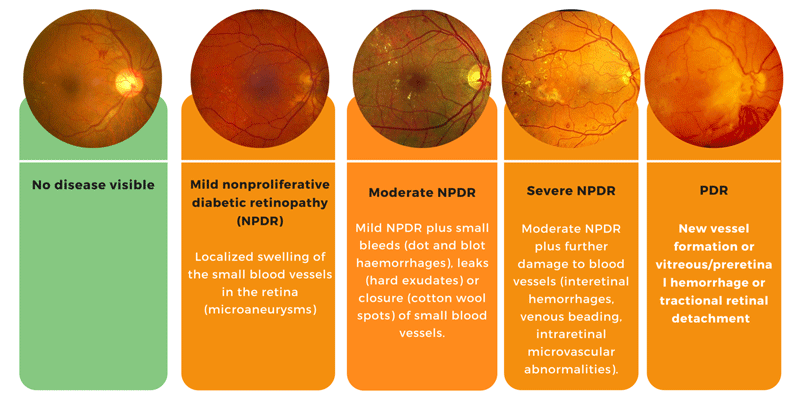 No disease visible
Mild nonproliferative
diabetic retinopathy
(NPDR)
Localized swelling of
the small blood vessels
in the retina
(microaneurysms)
Moderate NPDR
Mild NPDR plus small
bleeds (dot and blot
haemorrhages), leaks
(hard exudates) or
closure (cotton wool
spots) of small blood
vessels.
Severe NPDR
Moderate NPDR
plus further
damage to blood
vessels (interetinal
hemorrhages,
venous beading,
intraretinal
microvascular
abnormalities).
PDR
New vessel
formation or
vitreous/preretina
l hemorrhage or
tractional retinal
detachment